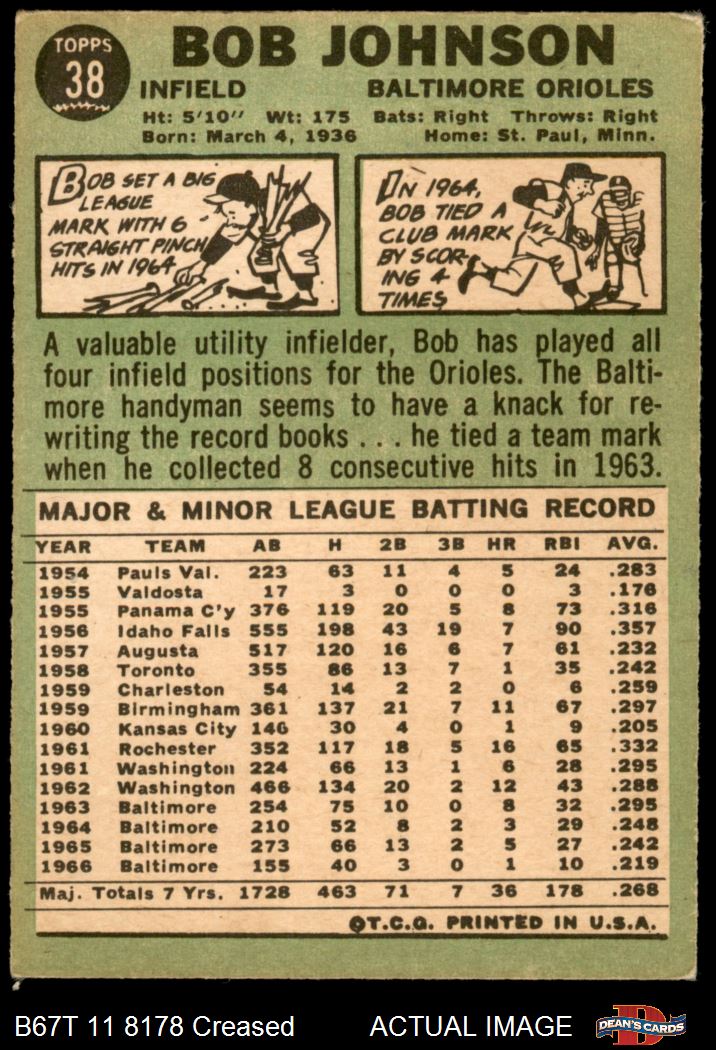 TOPPS
38
BOB JOHNSON
INFIELD BALTIMORE ORIOLES
Ht: 5'10" Wt: 175 Bats: Right Throws: Right
Born: March 4, 1936 Home: St. Paul, Minn.
BOB SET A BIG
LEAGUE
MARK WITH 6
STRAIGHT PINCH
HITS IN 1964
IN 1964,
BOB TIED A
CLUB MARK
BY SCOR-
ING 4
TIMES
A valuable utility infielder, Bob has played all
four infield positions for the Orioles. The Balti-
more handyman seems to have a knack for re-
writing the record books . . . he tied a team mark
when he collected 8 consecutive hits in 1963.
MAJOR & MINOR LEAGUE BATTING RECORD
YEAR TEAM AB H 2B 3B HR RBI AVG.
1954 Pauls Val. 223 63 11 4 5 24 .283
1955 Valdosta 17 3 0 0 0 3 .176
1955 Panama C'y 376 119 20 5 8 73 .316
1956 Idaho Falls 555 198 43 19 7 90 .357
1957 Augusta 517 120 16 6 7 61 .232
1958 Toronto 355 86 13 7 1 35 .242
1959 Charleston 54 14 2 2 0 6 .259
1959 Birmingham 361 137 21 7 11 67 .297
1960 Kansas City 146 30 4 0 1 9 .205
1961 Rochester 352 117 18 5 16 65 .332
1961 Washington 224 66 13 1 6 28 .295
1962 Washington 466 134 20 2 12 43 .288
1963 Baltimore 254 75 10 0 8 32 .295
1964 Baltimore 210 52 8 2 3 29 .248
1965 Baltimore 273 66 13 2 5 27 .242
1966 Baltimore 155 40 3 0 1 10 .219
Maj. Totals 7 Yrs. 1728 463 71 7 36 178 .268
©T.C.G. PRINTED IN U.S.A.
B67T 11 8178 Creased ACTUAL IMAGE
DEAN'S CARDS